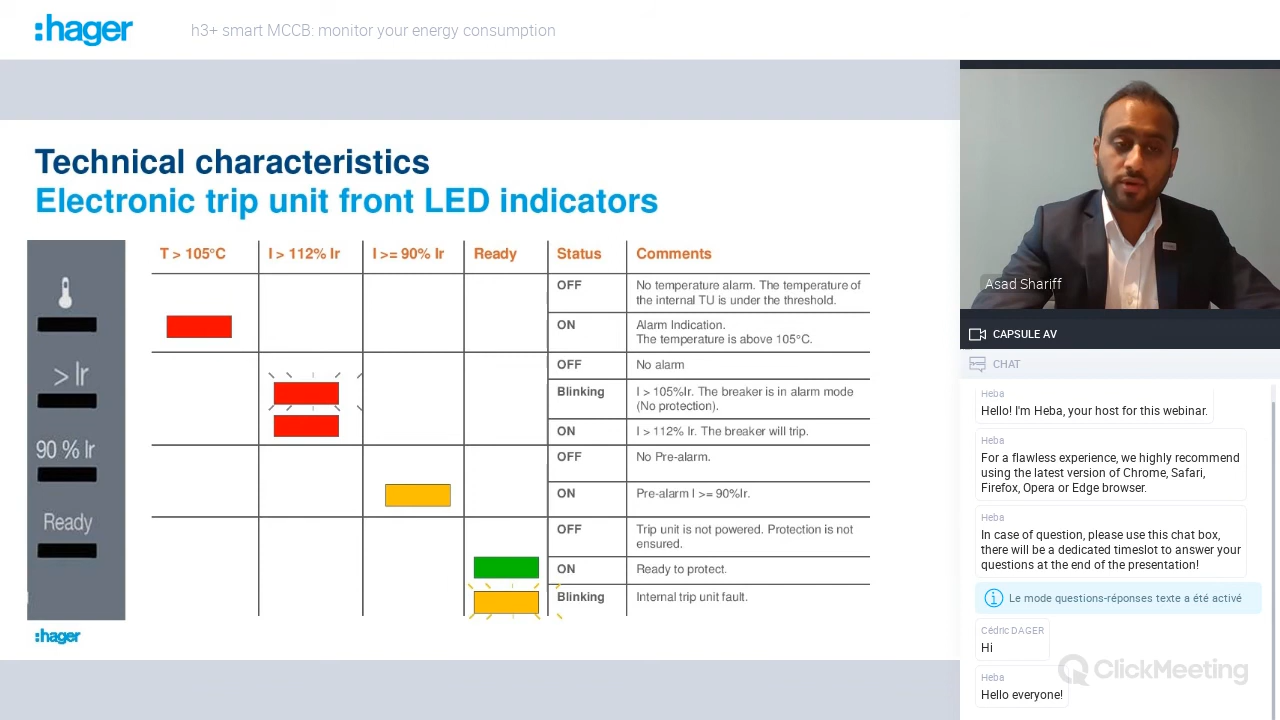 :hager
h3+ smart MCCB: monitor your energy consumption
Technical characteristics
Electronic trip unit front LED indicators
> Ir
90 % Ir
Ready
T > 105°C
I > 112% Ir
I >= 90% Ir
Ready
Status
Comments
OFF
No temperature alarm. The temperature of
the internal TU is under the threshold.
ON
Alarm Indication.
The temperature is above 105°C.
OFF
No alarm
Blinking
I > 105%Ir. The breaker is in alarm mode
(No protection).
ON
I > 112% Ir. The breaker will trip.
OFF
No Pre-alarm.
ON
Pre-alarm I >= 90%Ir.
OFF
Trip unit is not powered. Protection is not
ensured.
ON
Ready to protect.
Blinking
Internal trip unit fault.
:hager
Asad Shariff
CAPSULE AV
CHAT
Heba
Hello! I'm Heba, your host for this webinar.
Heba
For a flawless experience, we highly recommend
using the latest version of Chrome, Safari,
Firefox, Opera or Edge browser.
Heba
In case of question, please use this chat box,
there will be a dedicated timeslot to answer your
questions at the end of the presentation!
Le mode questions-réponses texte a été activé
Cédric DAGER
Hi
Heba
Hello everyone!
ClickMeeting